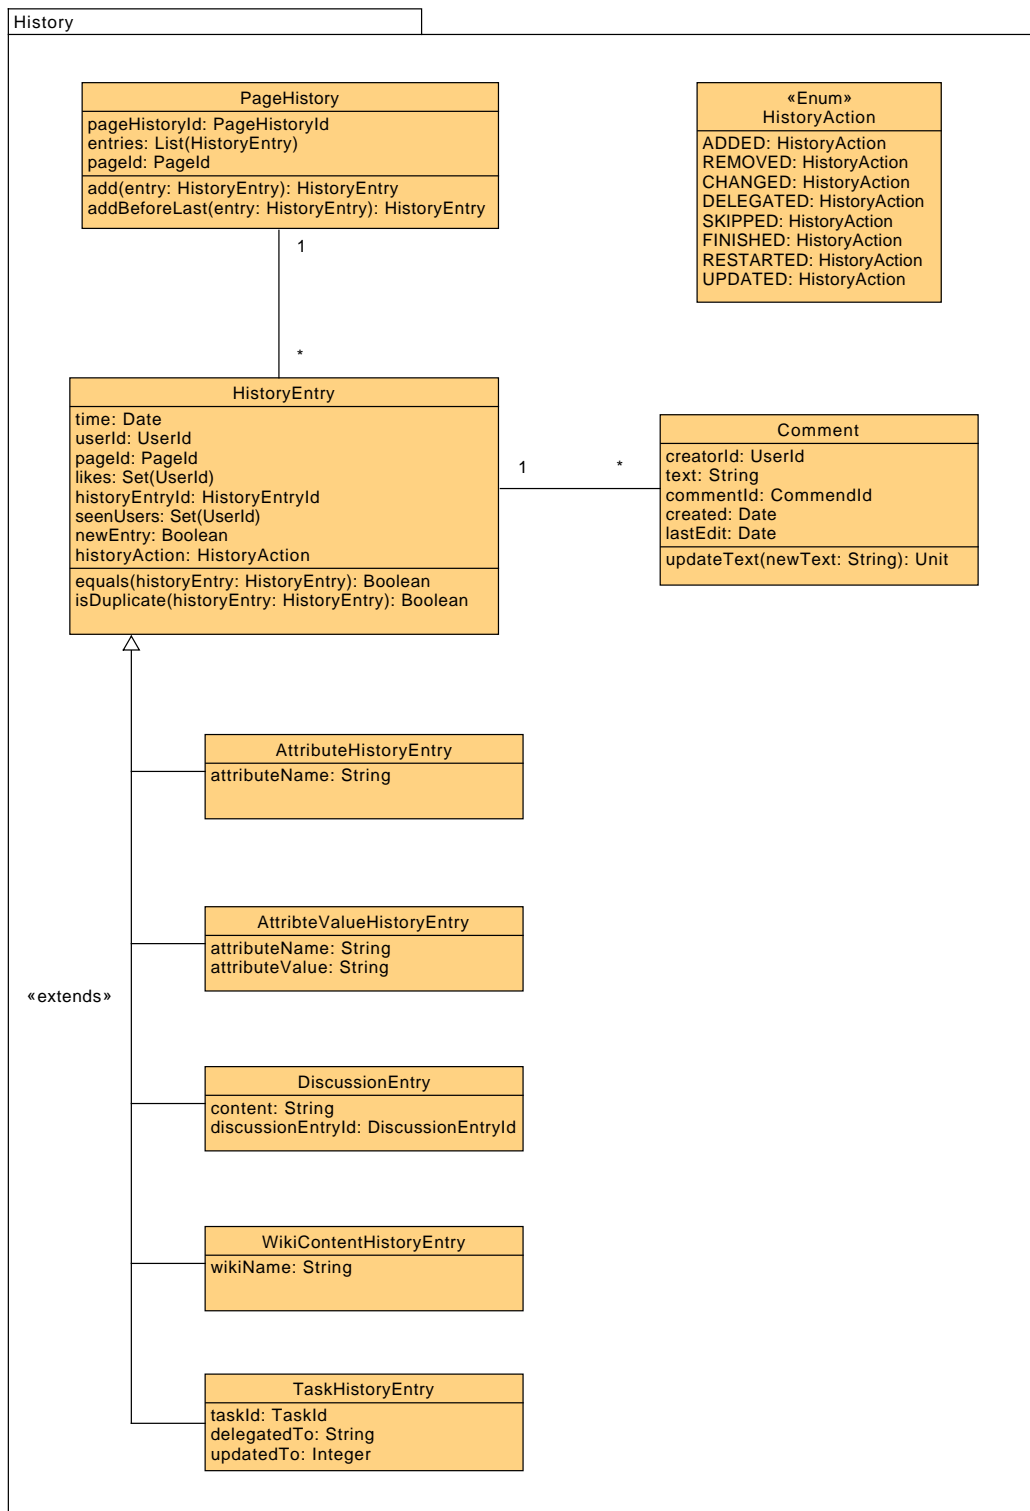 History
PageHistory
pageHistoryId: PageHistoryId
entries: List(HistoryEntry)
pageId: PageId
add(entry: HistoryEntry): HistoryEntry
addBeforeLast(entry: HistoryEntry): HistoryEntry
«Enum»
HistoryAction
ADDED: HistoryAction
REMOVED: HistoryAction
CHANGED: HistoryAction
DELEGATED: HistoryAction
SKIPPED: HistoryAction
FINISHED: HistoryAction
RESTARTED: HistoryAction
UPDATED: HistoryAction
1
*
HistoryEntry
time: Date
userId: UserId
pageId: PageId
likes: Set(UserId)
historyEntryId: HistoryEntryId
seenUsers: Set(UserId)
newEntry: Boolean
historyAction: HistoryAction
equals(historyEntry: HistoryEntry): Boolean
isDuplicate(historyEntry: HistoryEntry): Boolean
1
*
Comment
creatorId: UserId
text: String
commentId: CommendId
created: Date
lastEdit: Date
updateText(newText: String): Unit
AttributeHistoryEntry
attributeName: String
AttribteValueHistoryEntry
attributeName: String
attributeValue: String
«extends»
DiscussionEntry
content: String
discussionEntryId: DiscussionEntryId
WikiContentHistoryEntry
wikiName: String
TaskHistoryEntry
taskId: TaskId
delegatedTo: String
updatedTo: Integer